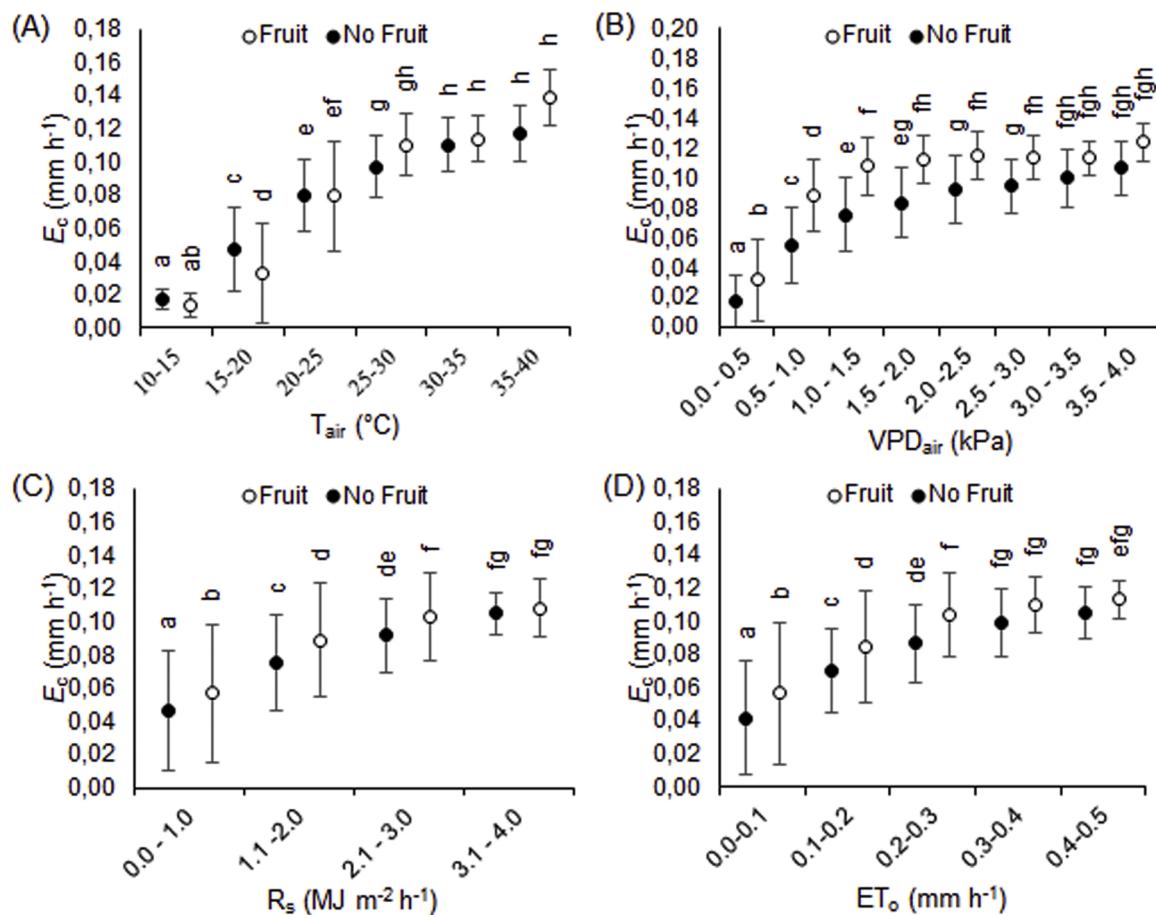 (A)
Fruit No Fruit
0,18
0,16
0,14
0,12
0,10
0,08
0,06
0,04
0,02
0,00
Ec (mm h-1)
a ab c d e ef g gh h h h h
10-15 15-20 20-25 25-30 30-35 35-40
Tair (°C)
(B)
Fruit No Fruit
0,20
0,18
0,16
0,14
0,12
0,10
0,08
0,06
0,04
0,02
0,00
Ec (mm h-1)
a b c d e f eg fh g fh g fh fgh fgh fgh fgh
0.0 - 0.5 0.5 - 1.0 1.0 - 1.5 1.5 - 2.0 2.0 -2.5 2.5 - 3.0 3.0 - 3.5 3.5 - 4.0
VPDair (kPa)
(C)
Fruit No Fruit
0,18
0,16
0,14
0,12
0,10
0,08
0,06
0,04
0,02
0,00
Ec (mm h-1)
a b c d de f fg fg
0.0 - 1.0 1.1 -2.0 2.1 - 3.0 3.1 - 4.0
Rs (MJ m-2 h-1)
(D)
Fruit No Fruit
0,18
0,16
0,14
0,12
0,10
0,08
0,06
0,04
0,02
0,00
Ec (mm h-1)
a b c d de f fg fg fg efg
0.0-0.1 0.1-0.2 0.2-0.3 0.3-0.4 0.4-0.5
ETo (mm h-1)